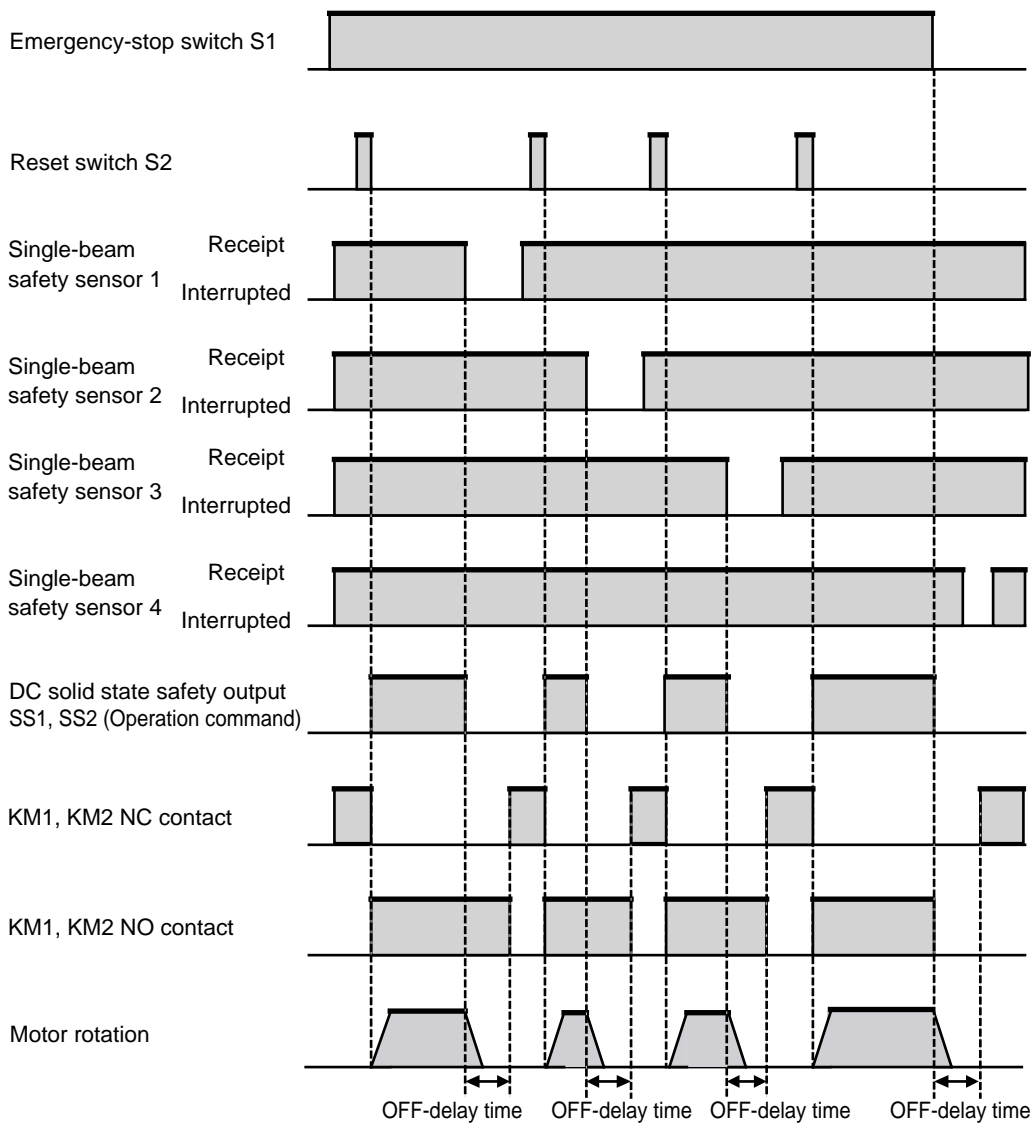 Emergency-stop switch S1
Reset switch S2
Single-beam
safety sensor 1
Receipt
Interrupted
Single-beam
safety sensor 2
Receipt
Interrupted
Single-beam
safety sensor 3
Receipt
Interrupted
Single-beam
safety sensor 4
Receipt
Interrupted
DC solid state safety output
SS1, SS2 (Operation command)
KM1, KM2 NC contact
KM1, KM2 NO contact
Motor rotation
OFF-delay time
OFF-delay time
OFF-delay time
OFF-delay time